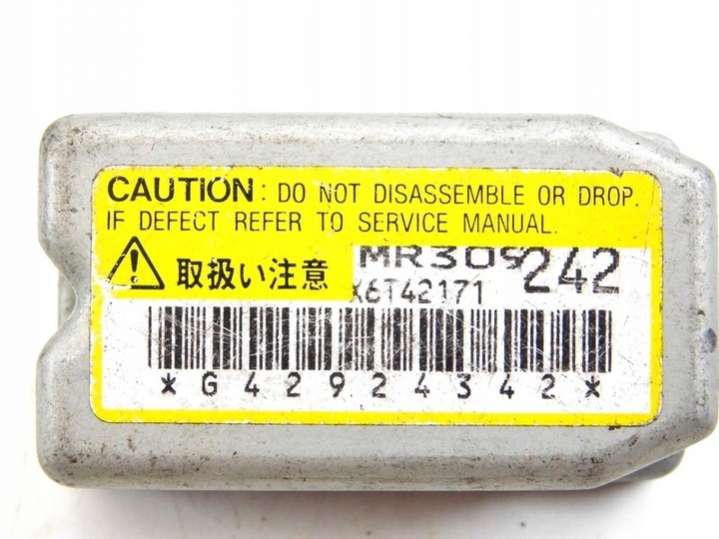 CAUTION: DO NOT DISASSEMBLE OR DROP.
IF DEFECT REFER TO SERVICE MANUAL.
取扱い注意 MR309242
X6T42171
*G42924342*